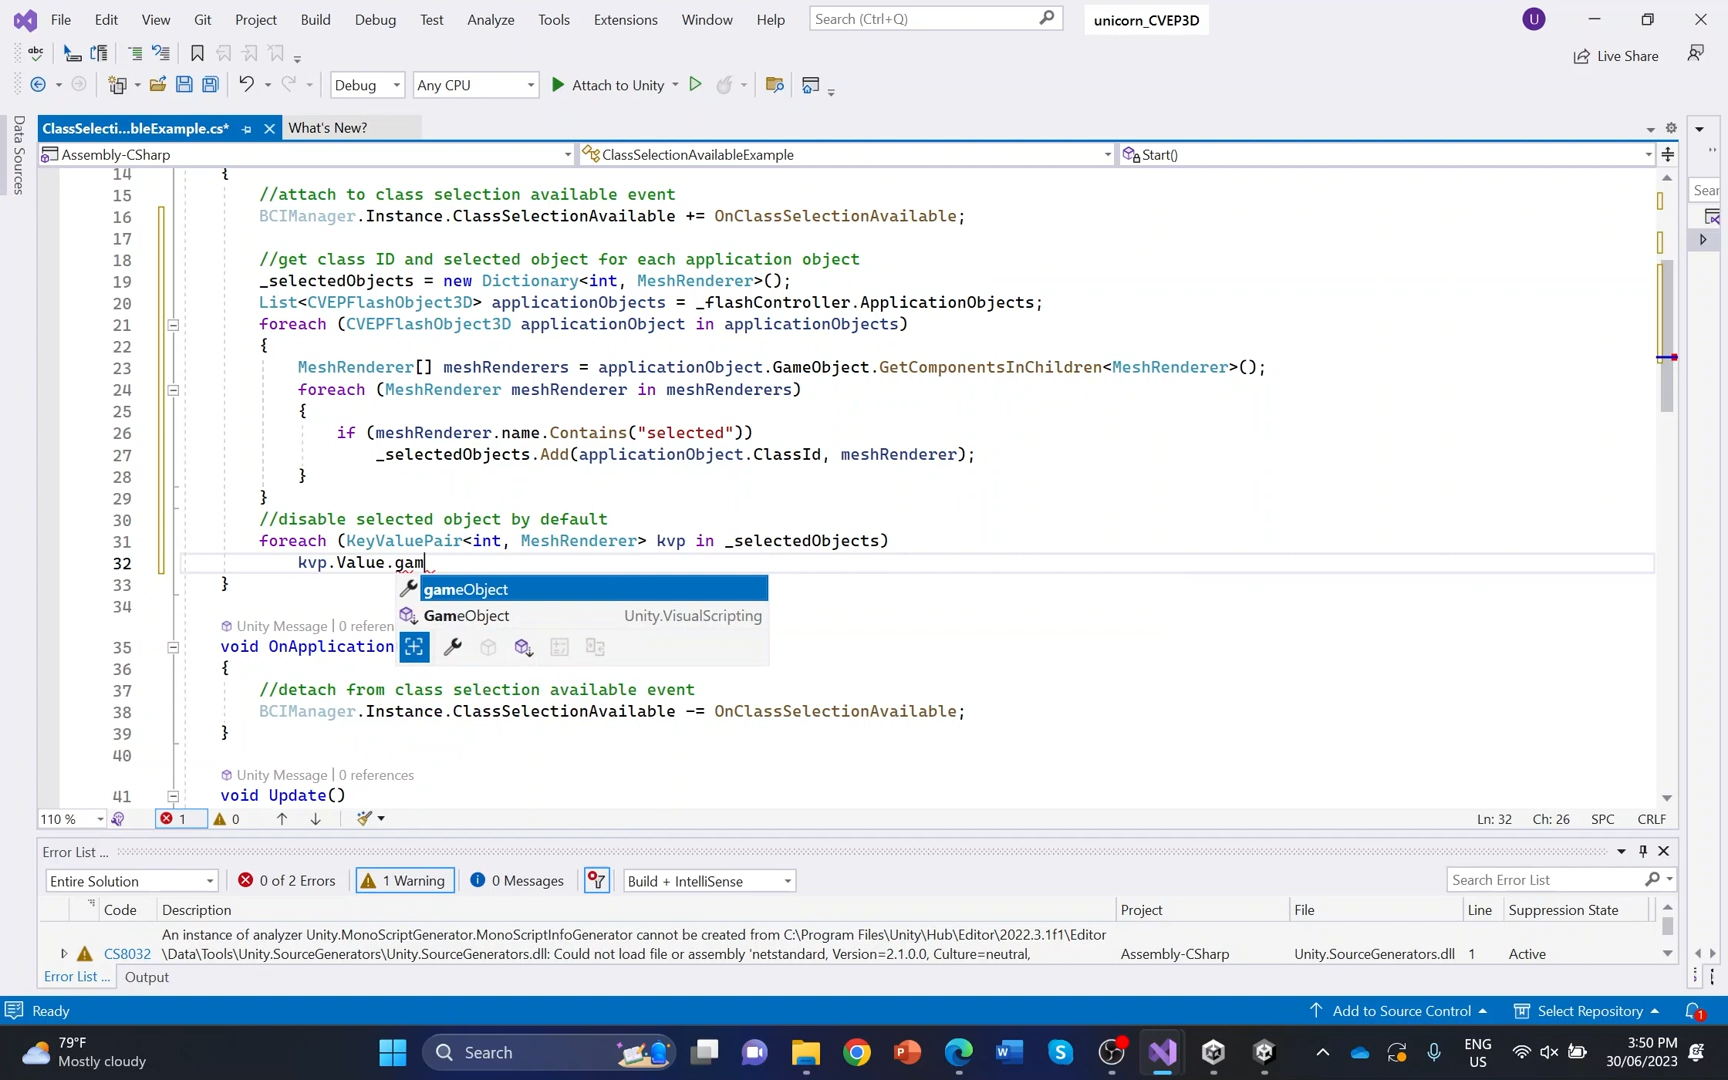 File Edit View Git Project Build Debug Test Analyze Tools Extensions Window Help Search (Ctrl+Q) unicorn_CVEP3D U
abc Live Share
Debug Any CPU Attach to Unity
Data Sources
ClassSelecti...bleExample.cs* What's New?
Assembly-CSharp ClassSelectionAvailableExample Start()
Sear
14 {
15 //attach to class selection available event
16 BCIManager.Instance.ClassSelectionAvailable += OnClassSelectionAvailable;
17
18 //get class ID and selected object for each application object
19 _selectedObjects = new Dictionary<int, MeshRenderer>();
20 List<CVEPFlashObject3D> applicationObjects = _flashController.ApplicationObjects;
21 foreach (CVEPFlashObject3D applicationObject in applicationObjects)
22 {
23 MeshRenderer[] meshRenderers = applicationObject.GameObject.GetComponentsInChildren<MeshRenderer>();
24 foreach (MeshRenderer meshRenderer in meshRenderers)
25 {
26 if (meshRenderer.name.Contains("selected"))
27 _selectedObjects.Add(applicationObject.ClassId, meshRenderer);
28 }
29 }
30 //disable selected object by default
31 foreach (KeyValuePair<int, MeshRenderer> kvp in _selectedObjects)
32 kvp.Value.gam
33 }
gameObject
34
GameObject Unity.VisualScripting
Unity Message | 0 referen
35 void OnApplication
36 {
37 //detach from class selection available event
38 BCIManager.Instance.ClassSelectionAvailable -= OnClassSelectionAvailable;
39 }
40
Unity Message | 0 references
41 void Update()
110 % 1 0 Ln: 32 Ch: 26 SPC CRLF
Error List ...
Entire Solution 0 of 2 Errors 1 Warning 0 Messages Build + IntelliSense Search Error List
Code Description Project File Line Suppression State
An instance of analyzer Unity.MonoScriptGenerator.MonoScriptInfoGenerator cannot be created from C:\Program Files\Unity\Hub\Editor\2022.3.1f1\Editor
CS8032 \Data\Tools\Unity.SourceGenerators\Unity.SourceGenerators.dll: Could not load file or assembly 'netstandard, Version=2.1.0.0, Culture=neutral, Assembly-CSharp Unity.SourceGenerators.dll 1 Active
Error List ... Output
Ready Add to Source Control Select Repository 1
79°F
Mostly cloudy
Search
ENG
US
3:50 PM
30/06/2023